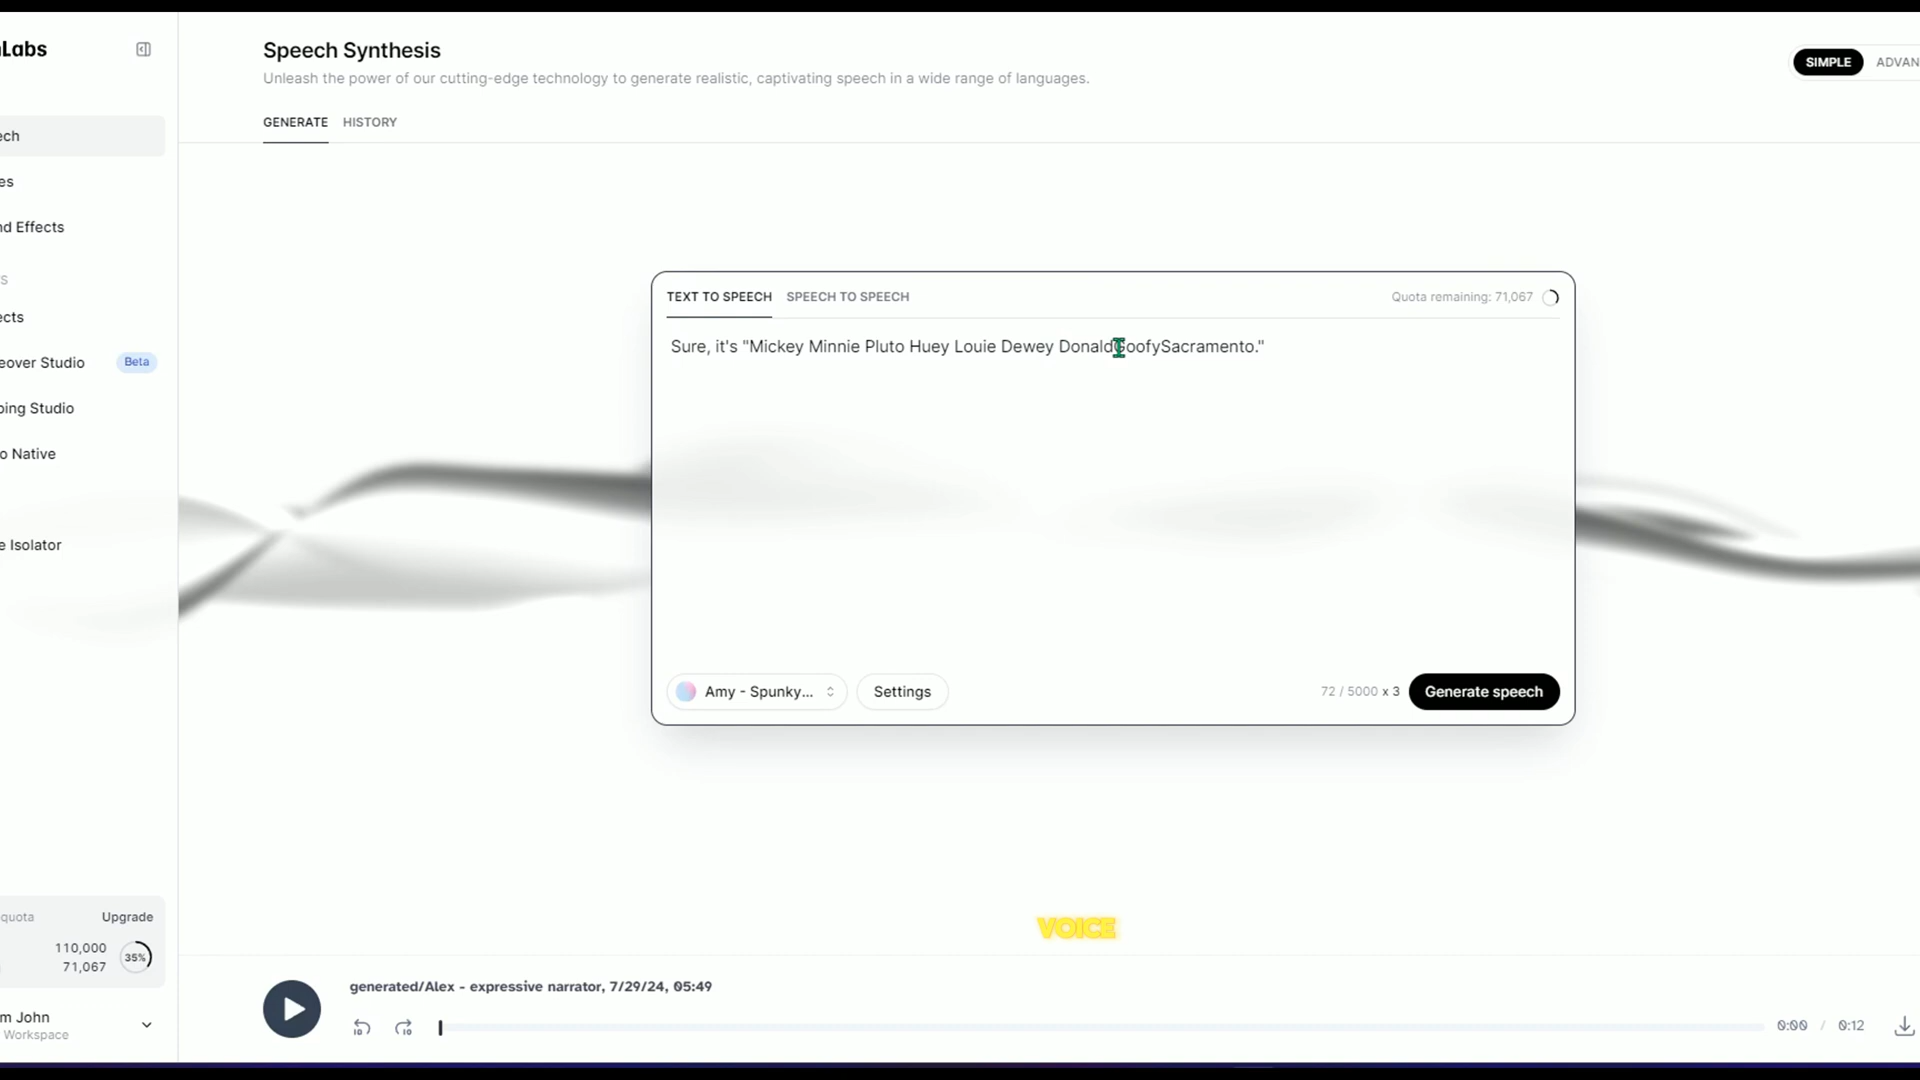 Labs
Speech Synthesis
Unleash the power of our cutting-edge technology to generate realistic, captivating speech in a wide range of languages.
SIMPLE
ADVAN
GENERATE
HISTORY
ech
es
nd Effects
S
ects
eover Studio
Beta
bing Studio
o Native
e Isolator
TEXT TO SPEECH
SPEECH TO SPEECH
Quota remaining: 71,067
Sure, it's "Mickey Minnie Pluto Huey Louie Dewey DonaldGoofySacramento."
Amy - Spunky...
Settings
72 / 5000 x 3
Generate speech
VOICE
quota
Upgrade
110,000
71,067
35%
m John
Workspace
generated/Alex - expressive narrator, 7/29/24, 05:49
10
10
0:00 / 0:12